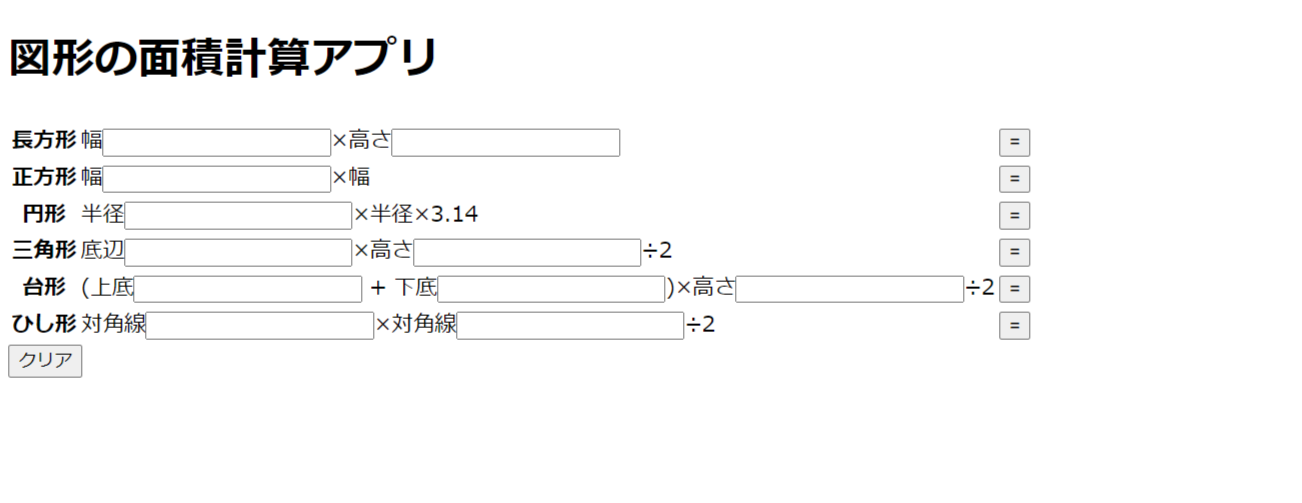 図形の面積計算アプリ
長方形 幅 ×高さ =
正方形 幅 ×幅 =
円形 半径 ×半径×3.14 =
三角形 底辺 ×高さ ÷2 =
台形 (上底 + 下底 )×高さ ÷2 =
ひし形 対角線 ×対角線 ÷2 =
クリア